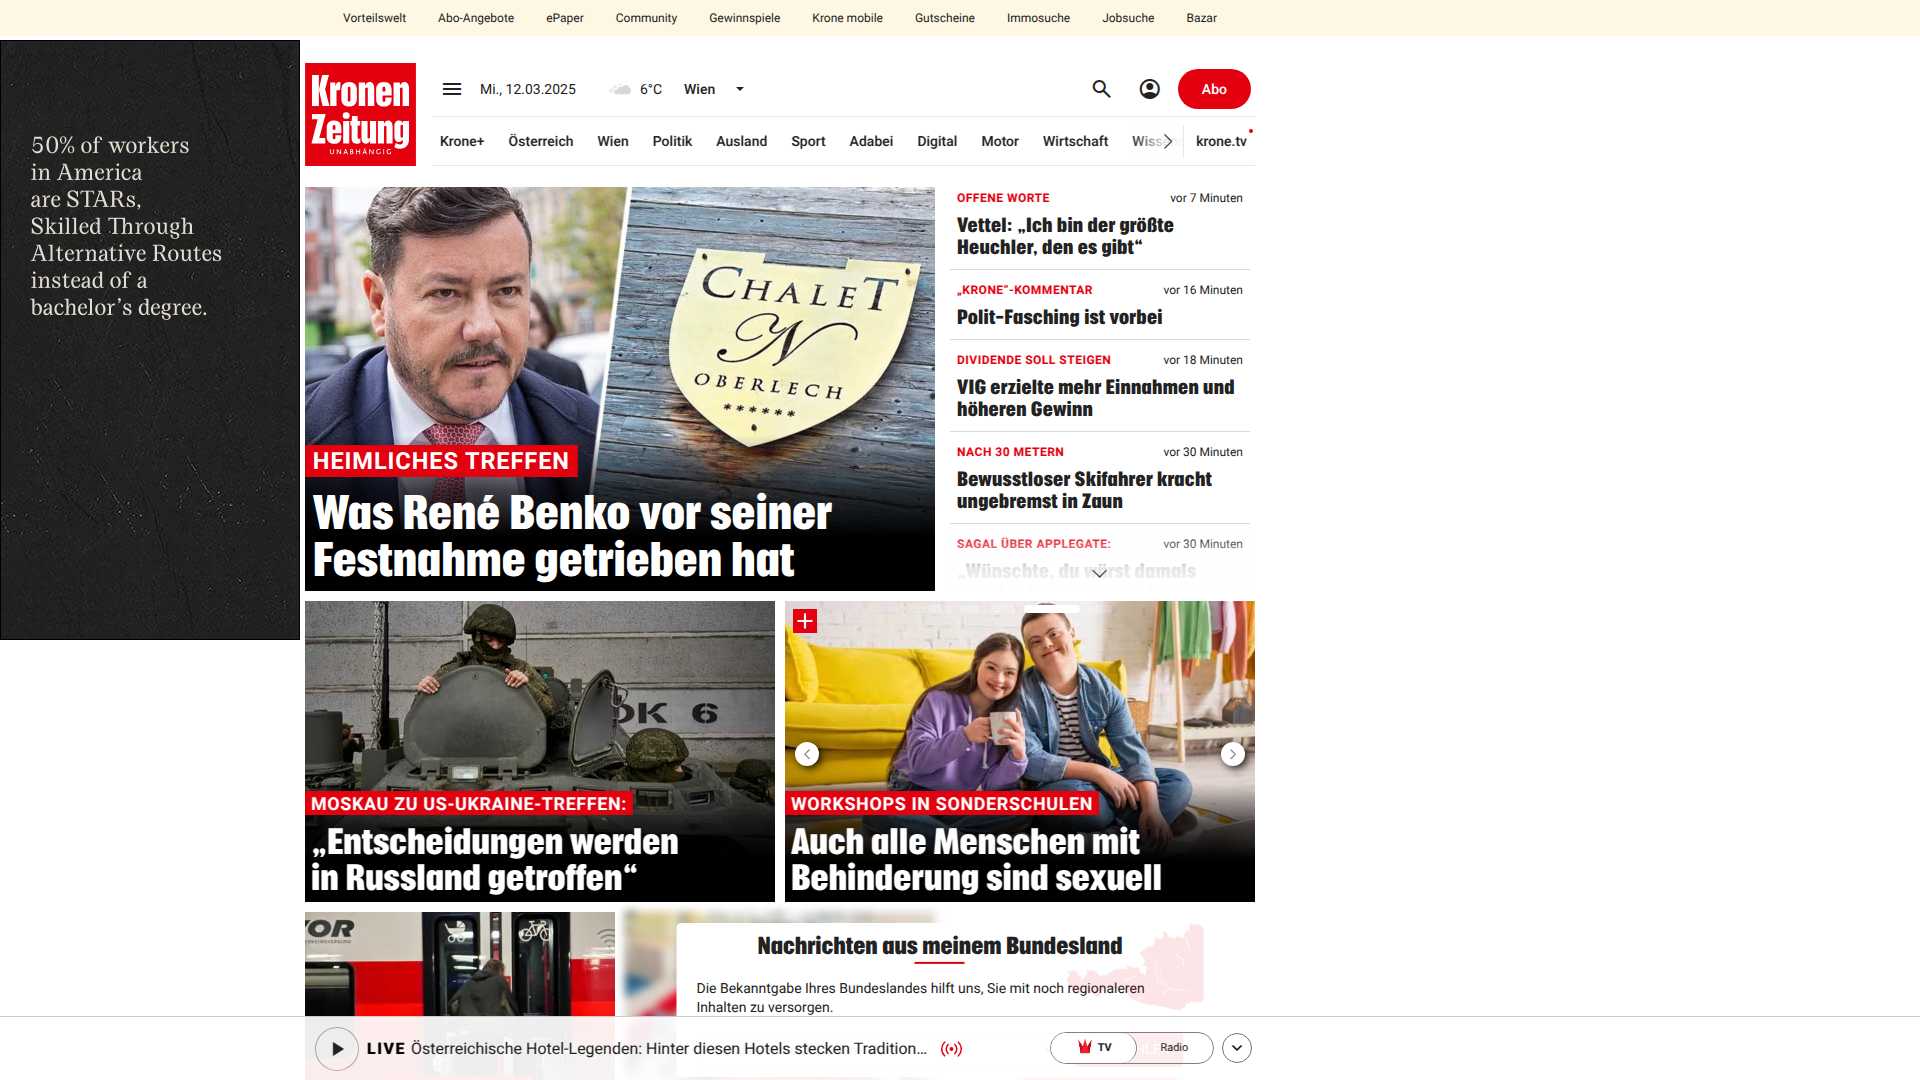 Vorteilswelt Abo-Angebote ePaper Community Gewinnspiele Krone mobile Gutscheine Immosuche Jobsuche Bazar
50% of workers
in America
are STARs,
Skilled Through
Alternative Routes
instead of a
bachelor's degree.
Kronen
Zeitung
UNABHÄNGIG
Mi., 12.03.2025 6°C Wien Abo
Krone+ Österreich Wien Politik Ausland Sport Adabei Digital Motor Wirtschaft Wiss krone.tv
CHALET
N
OBERLECH
******
HEIMLICHES TREFFEN
Was René Benko vor seiner
Festnahme getrieben hat
OFFENE WORTE vor 7 Minuten
Vettel: „Ich bin der größte
Heuchler, den es gibt“
„KRONE“-KOMMENTAR vor 16 Minuten
Polit-Fasching ist vorbei
DIVIDENDE SOLL STEIGEN vor 18 Minuten
VIG erzielte mehr Einnahmen und
höheren Gewinn
NACH 30 METERN vor 30 Minuten
Bewusstloser Skifahrer kracht
ungebremst in Zaun
SAGAL ÜBER APPLEGATE: vor 30 Minuten
„Wünschte, du wärst damals
OK 6
MOSKAU ZU US-UKRAINE-TREFFEN:
„Entscheidungen werden
in Russland getroffen“
WORKSHOPS IN SONDERSCHULEN
Auch alle Menschen mit
Behinderung sind sexuell
YOR
Nachrichten aus meinem Bundesland
Die Bekanntgabe Ihres Bundeslandes hilft uns, Sie mit noch regionaleren
Inhalten zu versorgen.
LIVE Österreichische Hotel-Legenden: Hinter diesen Hotels stecken Tradition...
TV Radio